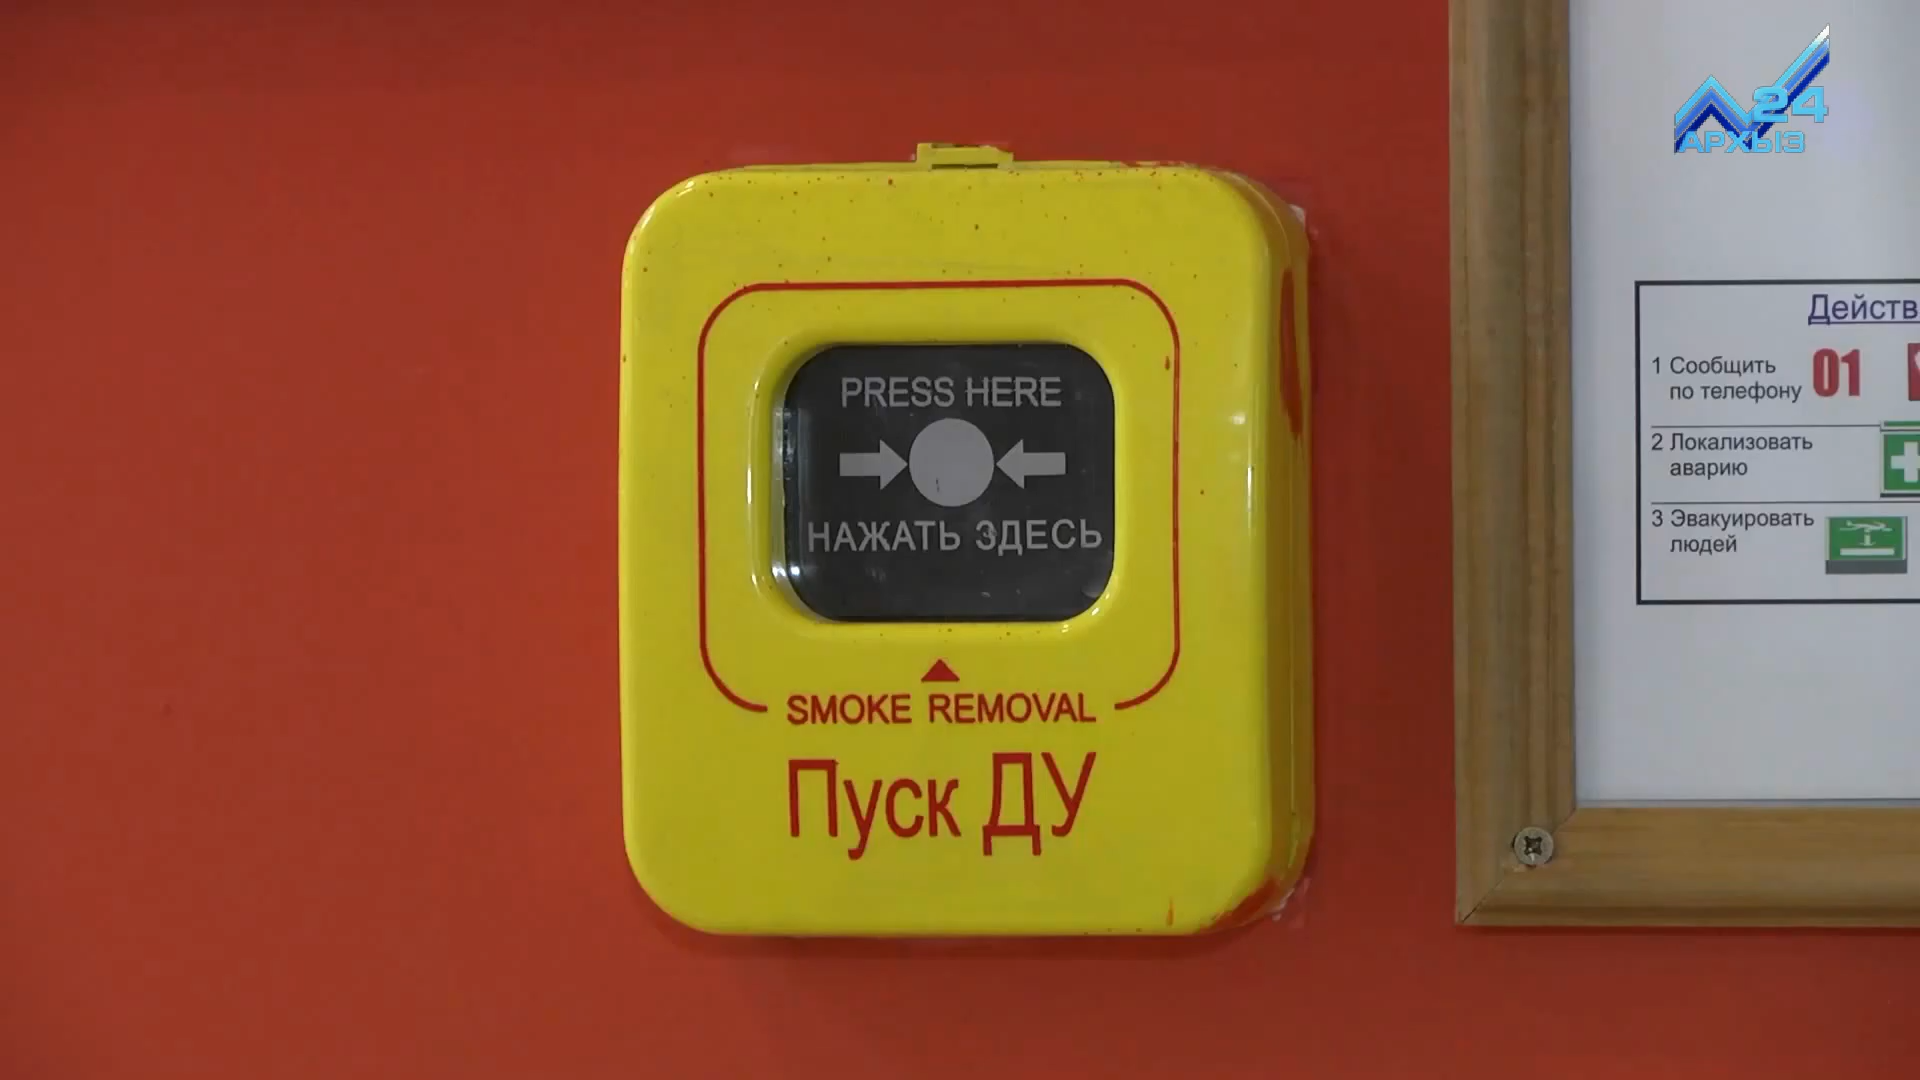 24
АРХЫЗ
PRESS HERE
НАЖАТЬ ЗДЕСЬ
SMOKE REMOVAL
Пуск ДУ
1 Сообщить
по телефону
01
2 Локализовать
аварию
3 Эвакуировать
людей